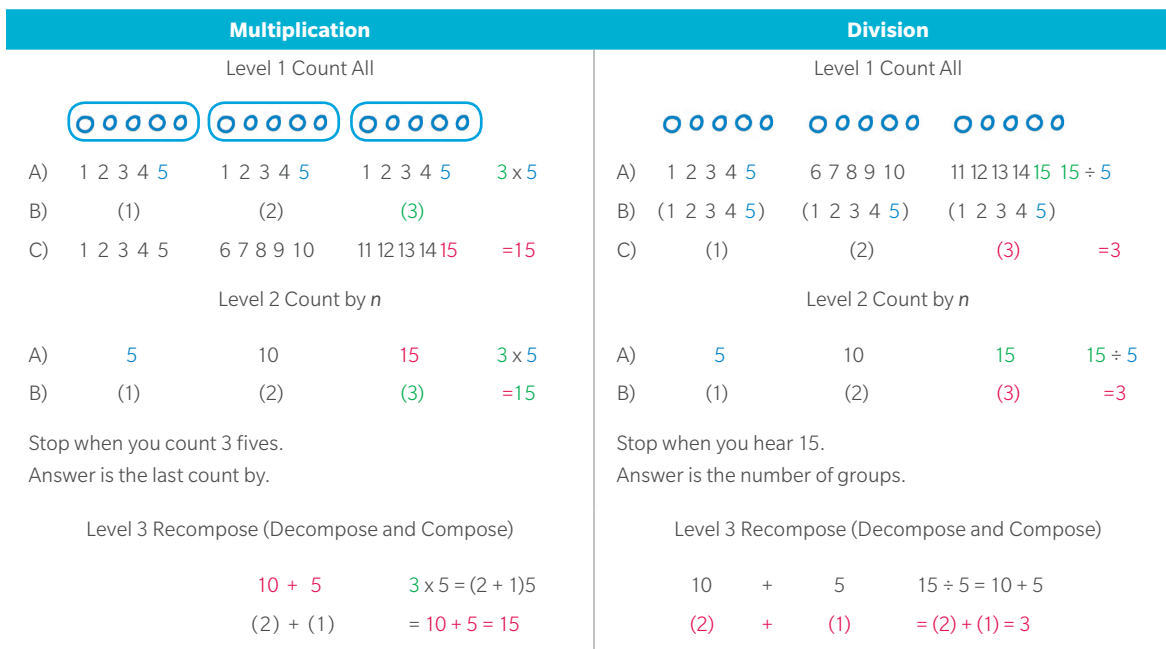 Multiplication
Level 1 Count All
A) 1 2 3 4 5 1 2 3 4 5 1 2 3 4 5 3 x 5
B) (1) (2) (3)
C) 1 2 3 4 5 6 7 8 9 10 11 12 13 14 15 =15
Level 2 Count by n
A) 5 10 15 3 x 5
B) (1) (2) (3) =15
Stop when you count 3 fives.
Answer is the last count by.
Level 3 Recompose (Decompose and Compose)
10 + 5 3 x 5 = (2 + 1)5
(2) + (1) = 10 + 5 = 15
Division
Level 1 Count All
A) 1 2 3 4 5 6 7 8 9 10 11 12 13 14 15 15 ÷ 5
B) (1 2 3 4 5) (1 2 3 4 5) (1 2 3 4 5)
C) (1) (2) (3) =3
Level 2 Count by n
A) 5 10 15 15 ÷ 5
B) (1) (2) (3) =3
Stop when you hear 15.
Answer is the number of groups.
Level 3 Recompose (Decompose and Compose)
10 + 5 15 ÷ 5 = 10 + 5
(2) + (1) = (2) + (1) = 3